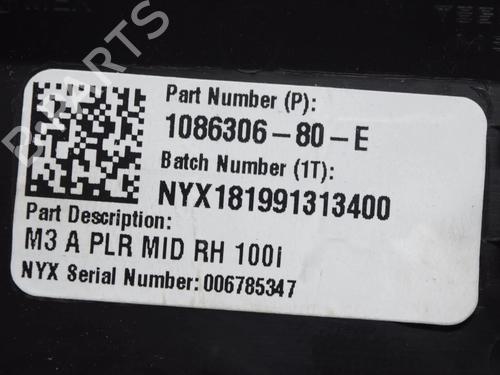 B-PARTS
Part Number (P):
1086306-80-E
Batch Number (1T):
NYX181991313400
Part Description:
M3 A PLR MID RH 100i
NYX Serial Number: 006785347